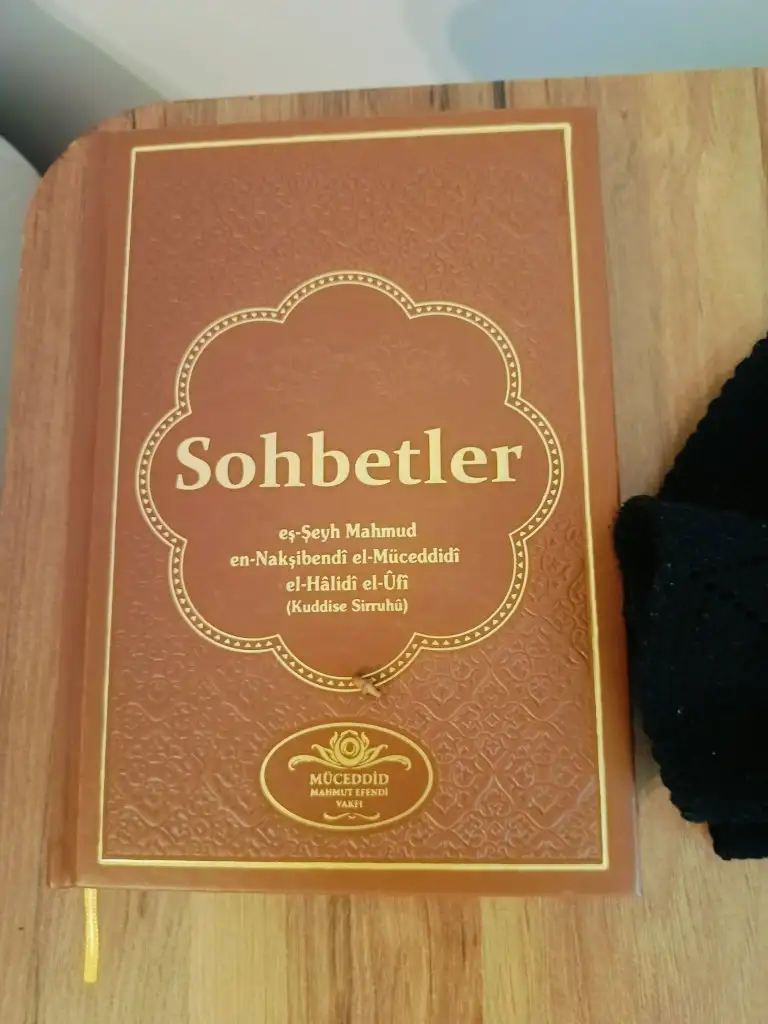 Sohbetler
eş-Şeyh Mahmud
en-Nakşibendî el-Müceddidî
el-Hâlidî el-Ûfî
(Kuddise Sirruhû)
MÜCEDDİD
MAHMUT EFENDİ
VAKFI